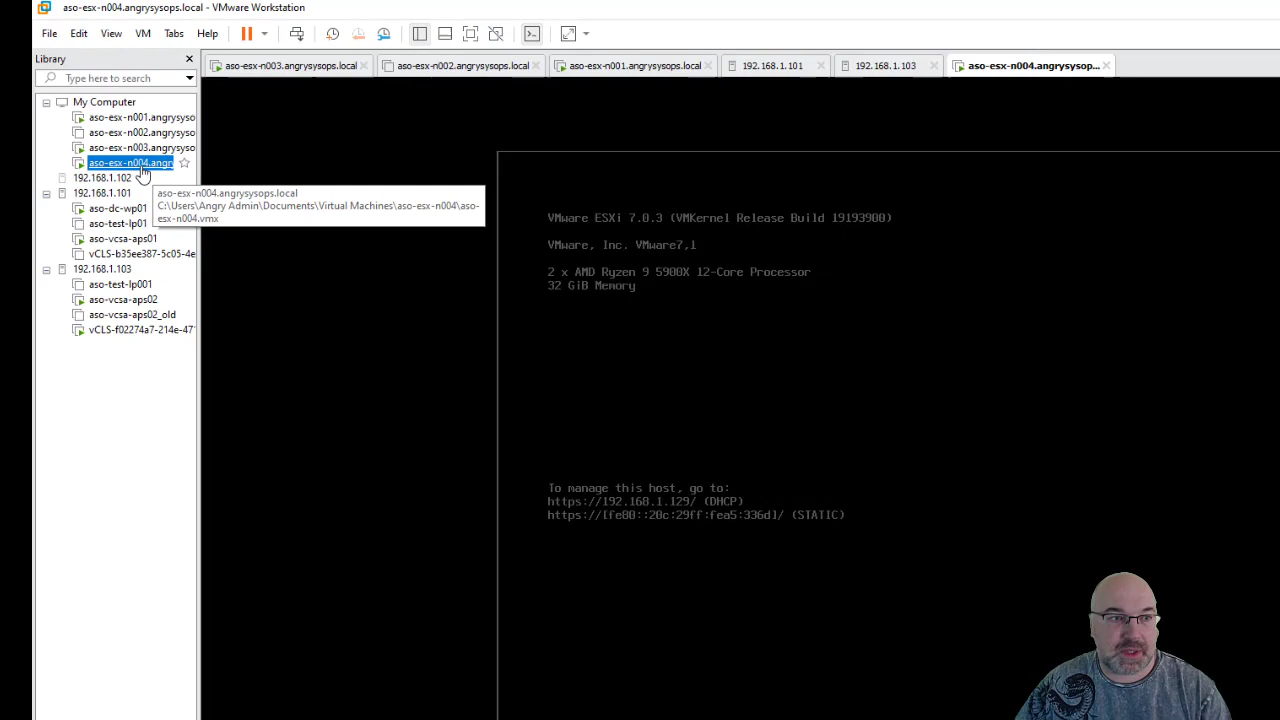 aso-esx-n004.angrysysops.local - VMware Workstation
File Edit View VM Tabs Help
Library
Type here to search
aso-esx-n003.angrysysops.local
aso-esx-n002.angrysysops.local
aso-esx-n001.angrysysops.local
192.168.1.101
192.168.1.103
aso-esx-n004.angrysysop...
My Computer
aso-esx-n001.angrysyso
aso-esx-n002.angrysyso
aso-esx-n003.angrysyso
aso-esx-n004.angr
192.168.1.102
192.168.1.101
aso-dc-wp01
aso-test-lp01
aso-vcsa-aps01
vCLS-b35ee387-5c05-4e
192.168.1.103
aso-test-lp001
aso-vcsa-aps02
aso-vcsa-aps02_old
vCLS-f02274a7-214e-471
aso-esx-n004.angrysysops.local
C:\Users\Angry Admin\Documents\Virtual Machines\aso-esx-n004\aso-
esx-n004.vmx
VMware ESXi 7.0.3 (VMKernel Release Build 19193900)
VMware, Inc. VMware7,1
2 x AMD Ryzen 9 5900X 12-Core Processor
32 GiB Memory
To manage this host, go to:
https://192.168.1.129/ (DHCP)
https://[fe80::20c:29ff:fea5:336d]/ (STATIC)